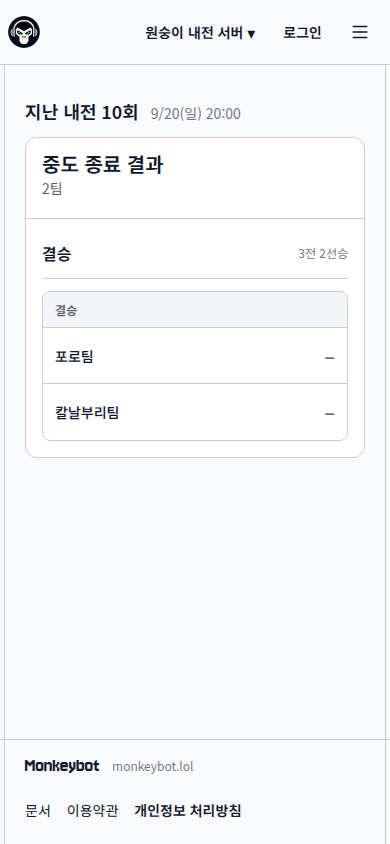 원숭이 내전 서버 ▾ 로그인
지난 내전 10회 9/20(일) 20:00
중도 종료 결과
2팀
결승 3전 2선승
결승
포로팀 –
칼날부리팀 –
Monkeybot monkeybot.lol
문서 이용약관 개인정보 처리방침